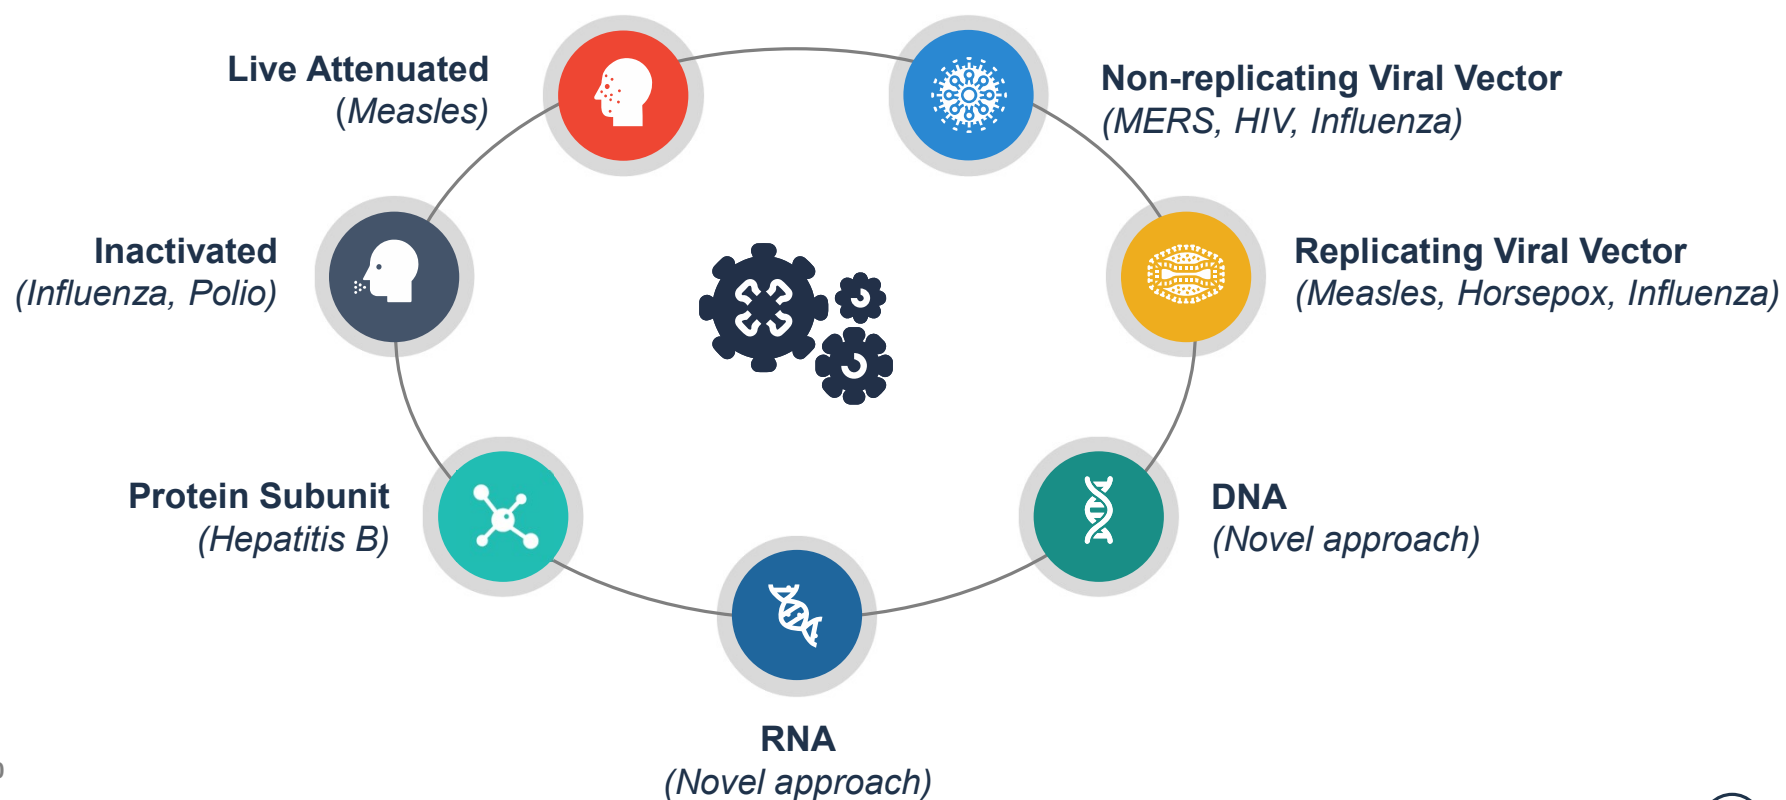 Live Attenuated
(Measles)
Non-replicating Viral Vector
(MERS, HIV, Influenza)
Inactivated
(Influenza, Polio)
Replicating Viral Vector
(Measles, Horsepox, Influenza)
Protein Subunit
(Hepatitis B)
DNA
(Novel approach)
RNA
(Novel approach)